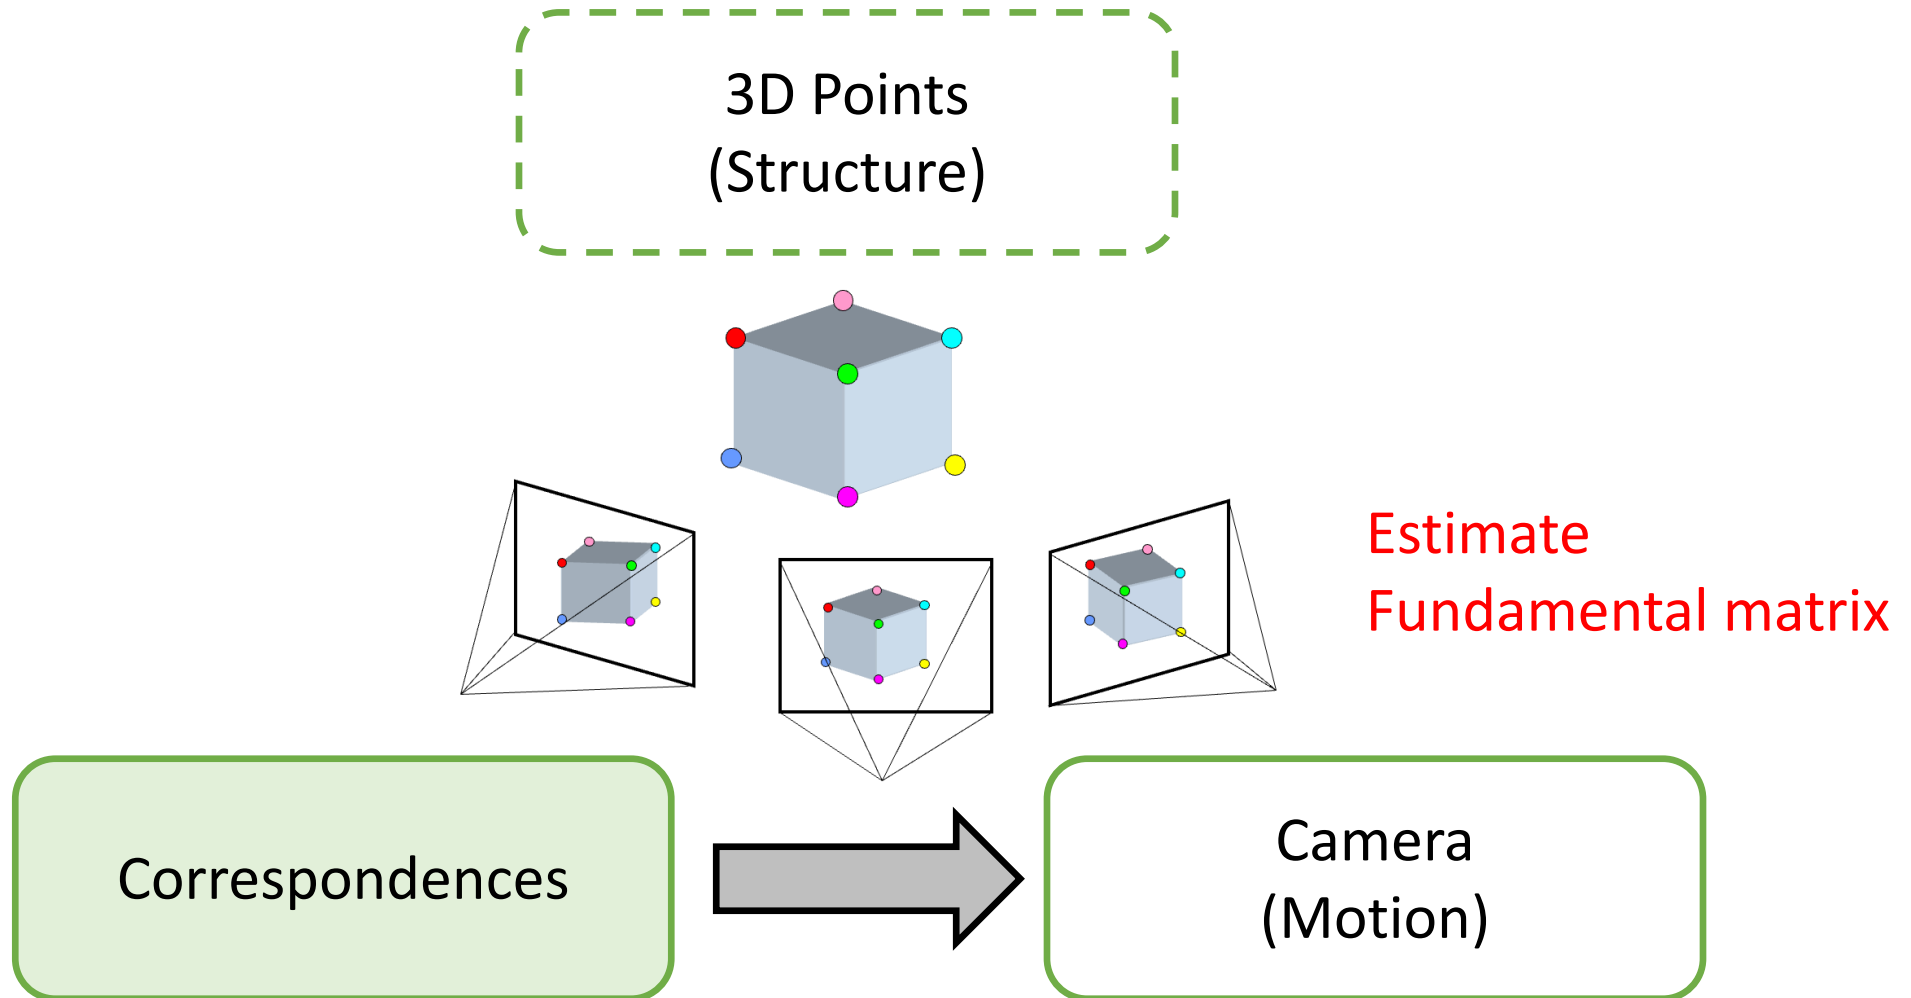 3D Points
(Structure)
Estimate
Fundamental matrix
Correspondences
Camera
(Motion)